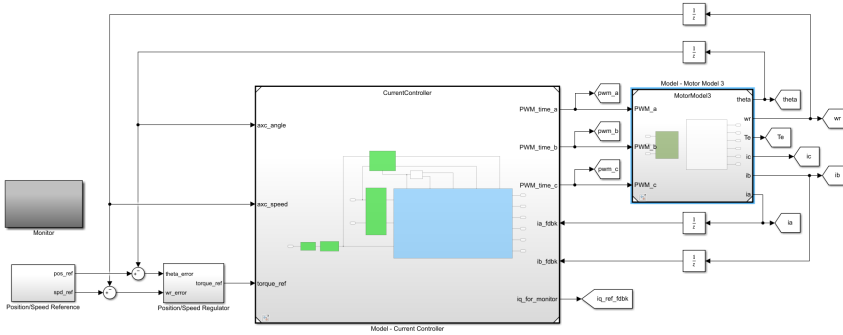 1
z
1
z
Model - Motor Model 3
CurrentController
MotorModel3
PWM_time_a
pwm_a
PWM_a
theta
theta
axc_angle
wr
wr
PWM_time_b
pwm_b
PWM_b
Te
Te
ic
ic
PWM_time_c
pwm_c
PWM_c
ib
ib
ia
axc_speed
ia_fdbk
1
z
ia
Monitor
ib_fdbk
1
z
pos_ref
theta_error
torque_ref
torque_ref
spd_ref
wr_error
iq_for_monitor
iq_ref_fdbk
Position/Speed Reference
Position/Speed Regulator
Model - Current Controller